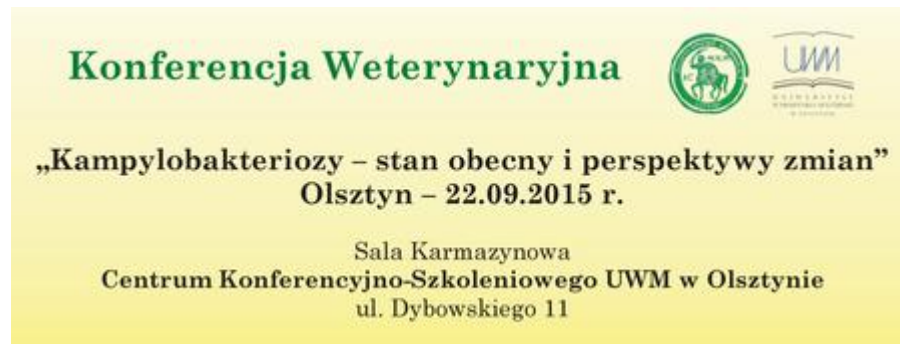 Konferencja Weterynaryjna
UWM
„Kampylobakteriozy – stan obecny i perspektywy zmian”
Olsztyn – 22.09.2015 r.
Sala Karmazynowa
Centrum Konferencyjno-Szkoleniowego UWM w Olsztynie
ul. Dybowskiego 11